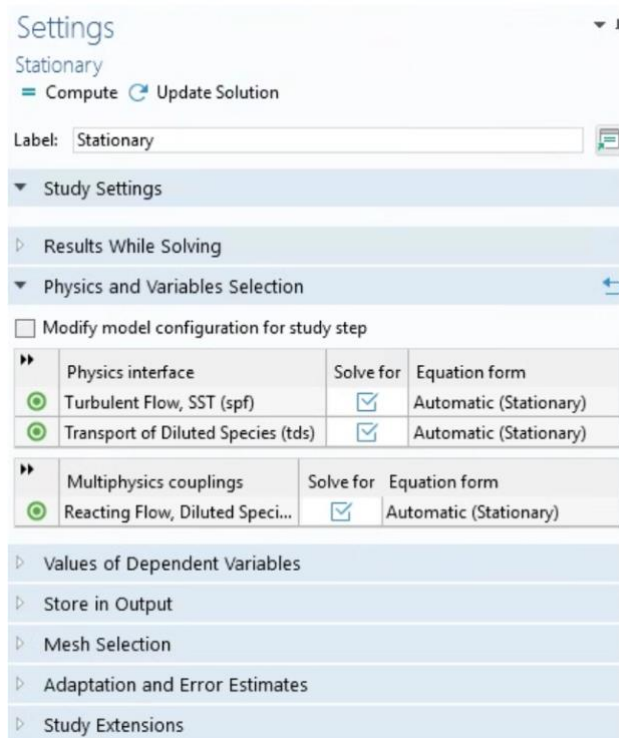 Settings
Stationary
= Compute Update Solution
Label: Stationary
Study Settings
Results While Solving
Physics and Variables Selection
Modify model configuration for study step
Physics interface Solve for Equation form
Turbulent Flow, SST (spf) Automatic (Stationary)
Transport of Diluted Species (tds) Automatic (Stationary)
Multiphysics couplings Solve for Equation form
Reacting Flow, Diluted Speci... Automatic (Stationary)
Values of Dependent Variables
Store in Output
Mesh Selection
Adaptation and Error Estimates
Study Extensions